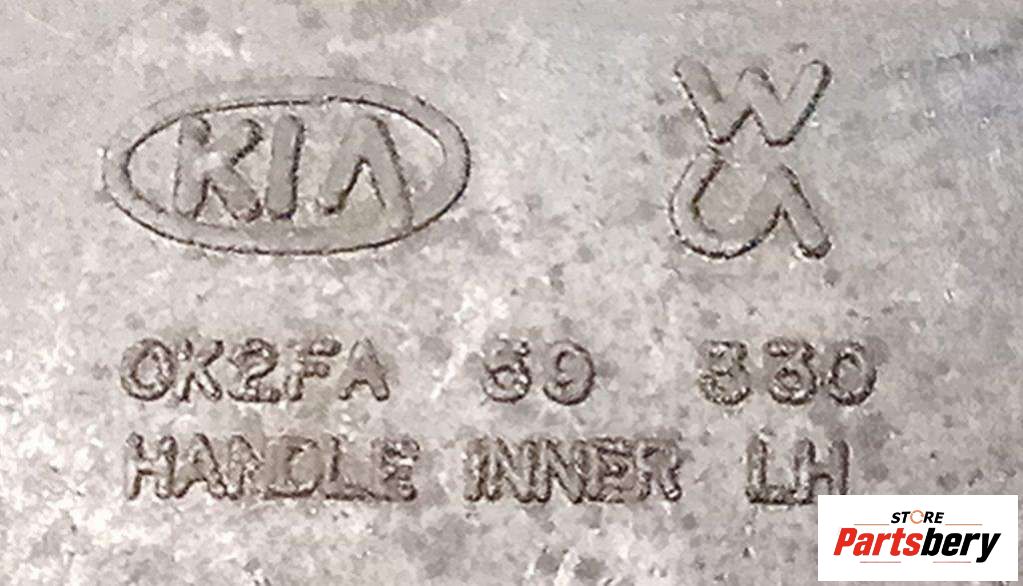 KIA
0K2FA 59 330
HANDLE INNER LH
STORE
Partsbery